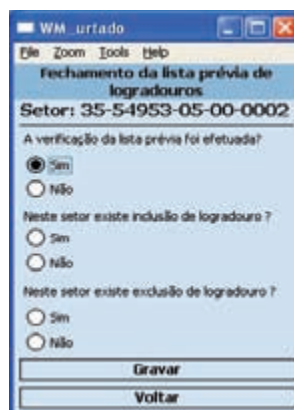 WM_urtado
File Zoom Tools Help
Fechamento da lista prévia de
logradouros
Setor: 35-54953-05-00-0002
A verificação da lista prévia foi efetuada?
Sim
Não
Neste setor existe inclusão de logradouro ?
Sim
Não
Neste setor existe exclusão de logradouro ?
Sim
Não
Gravar
Voltar